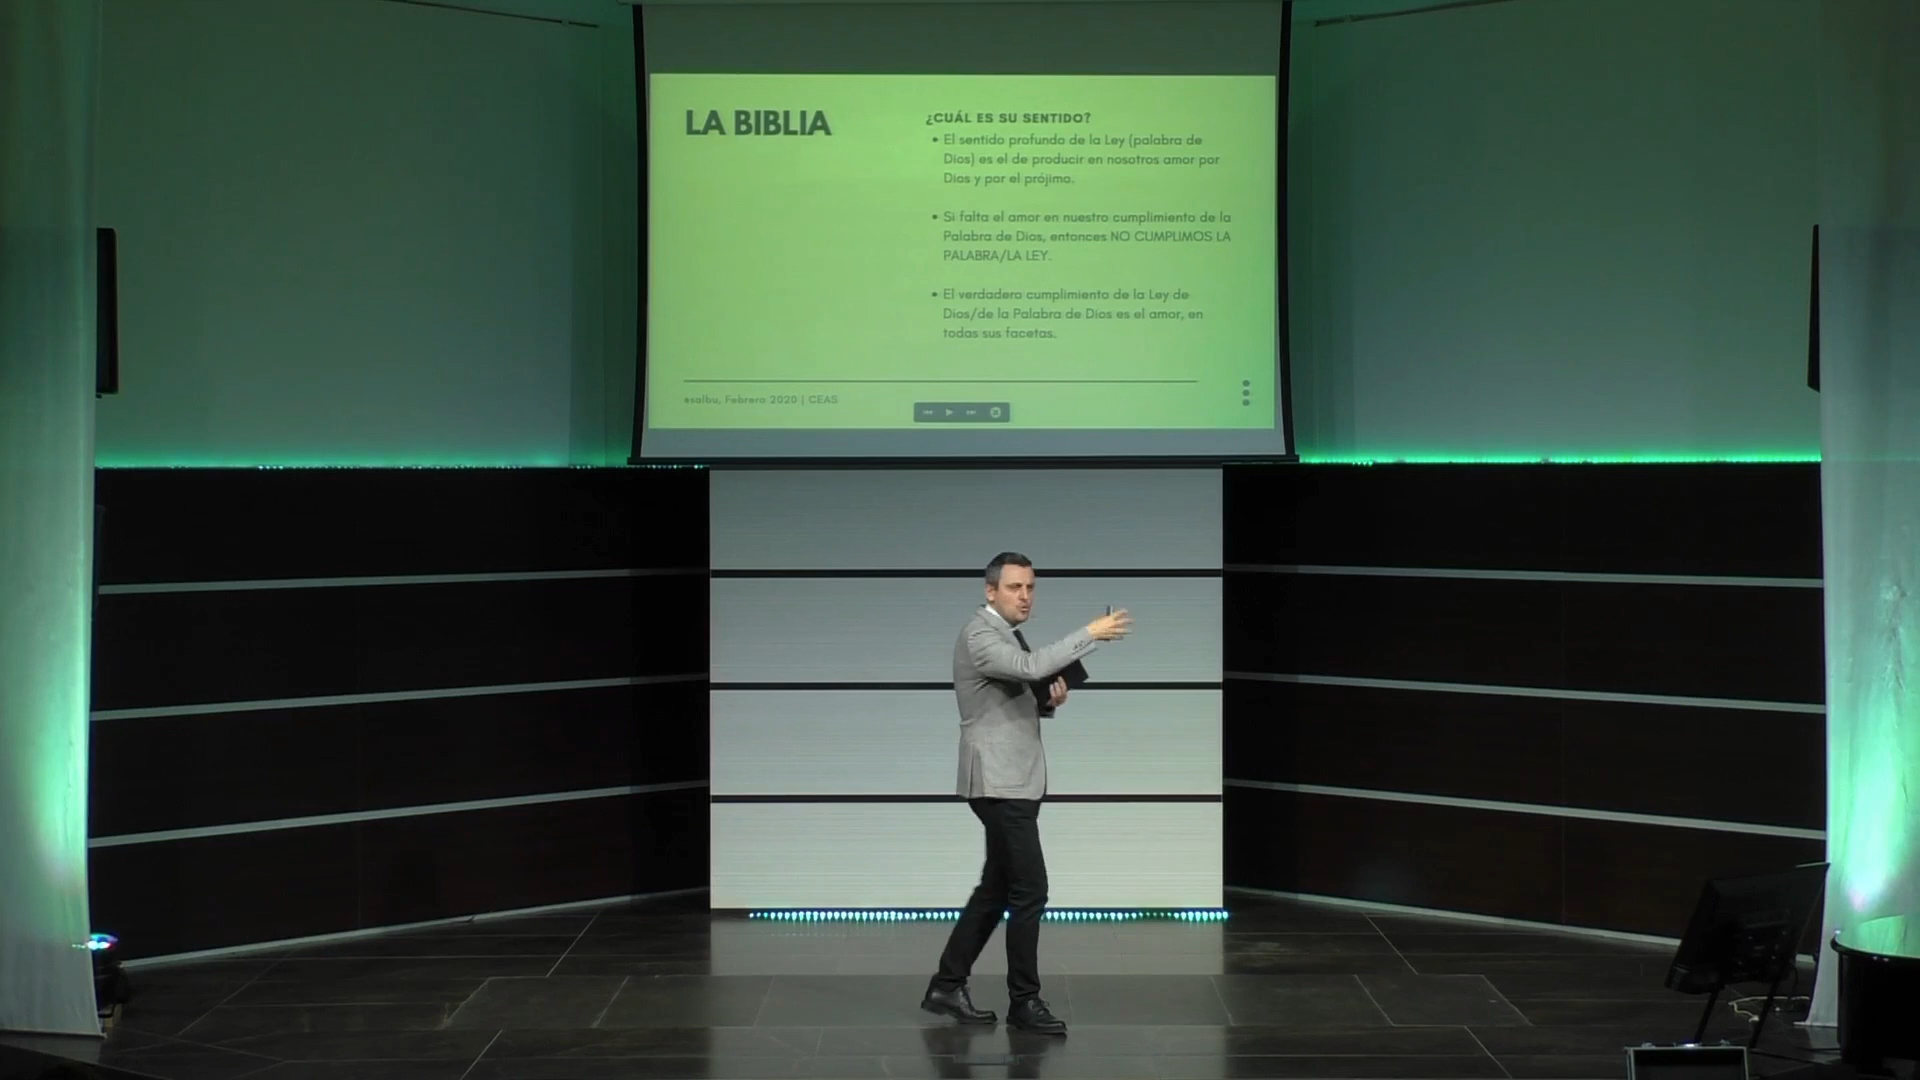 LA BIBLIA
¿CUÁL ES SU SENTIDO?
• El sentido profundo de la Ley (palabra de
Dios) es el de producir en nosotros amor por
Dios y por el prójimo.
• Si falta el amor en nuestro cumplimiento de la
Palabra de Dios, entonces NO CUMPLIMOS LA
PALABRA/LA LEY.
• El verdadero cumplimiento de la Ley de
Dios/de la Palabra de Dios es el amor, en
todas sus facetas.
esalbu, Febrero 2020 | CEAS